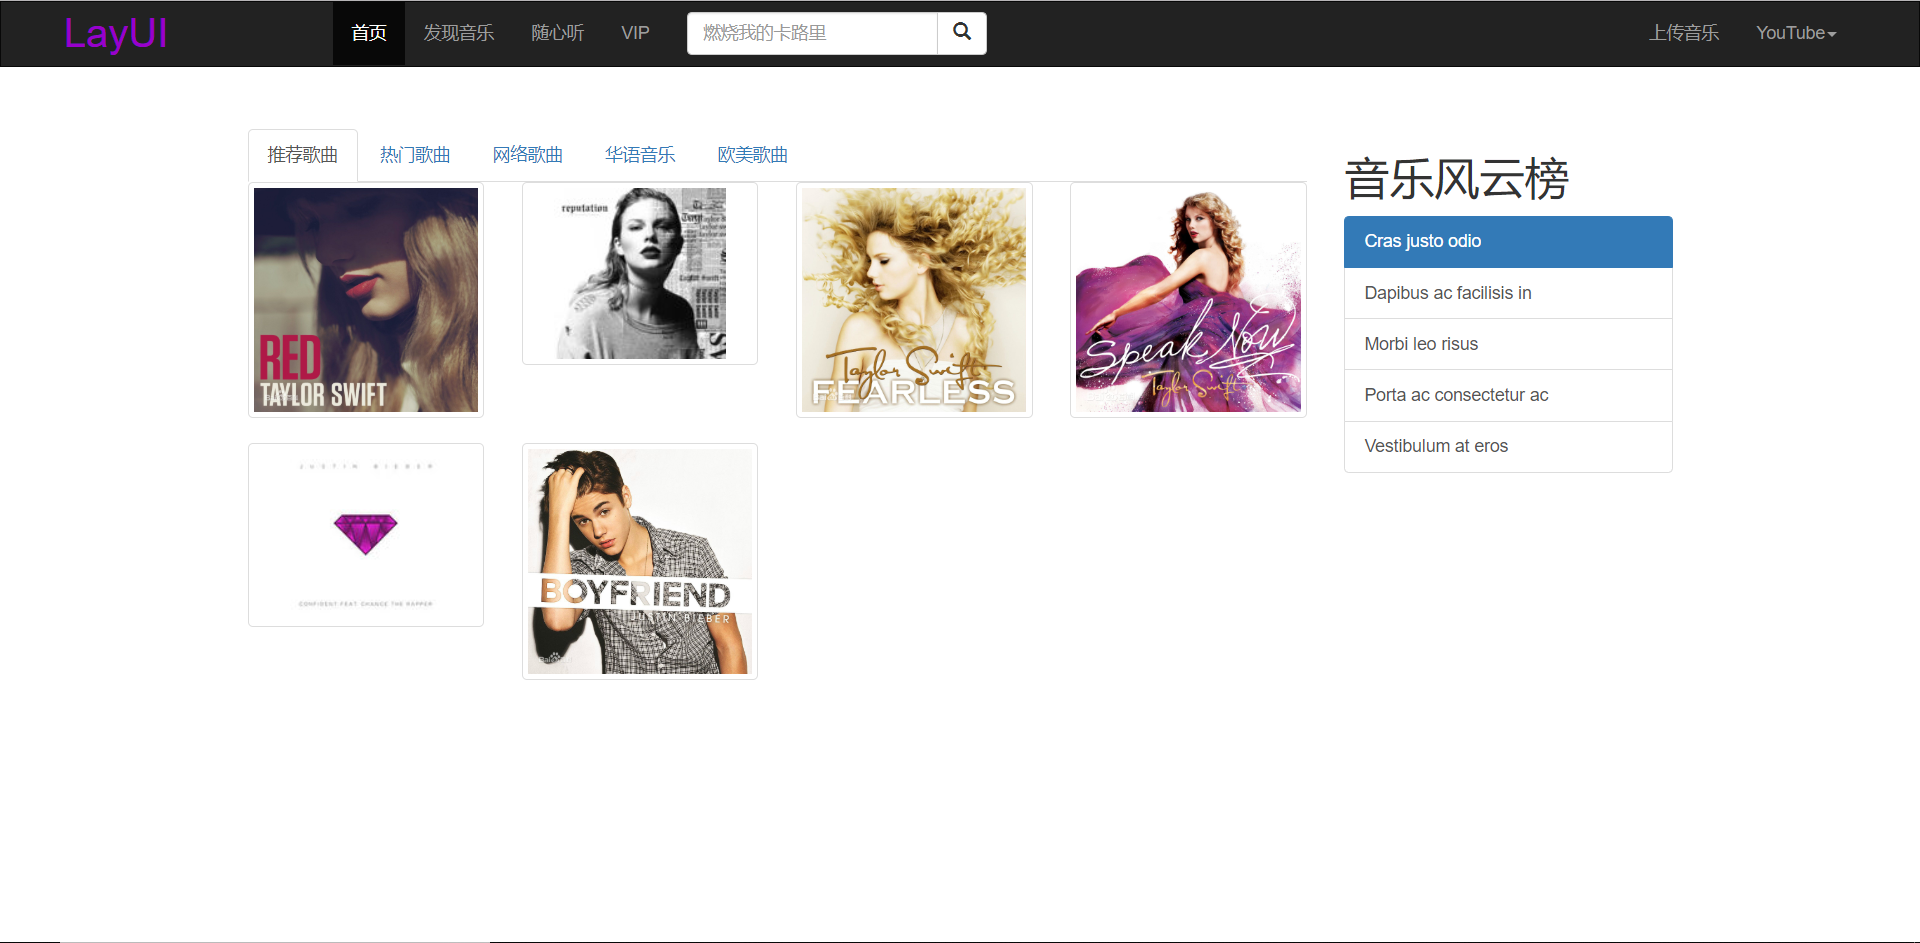 LayUI
首页 发现音乐 随心听 VIP 燃烧我的卡路里 上传音乐 YouTube
推荐歌曲 热门歌曲 网络歌曲 华语音乐 欧美歌曲
音乐风云榜
Cras justo odio
Dapibus ac facilisis in
Morbi leo risus
Porta ac consectetur ac
Vestibulum at eros
RED
TAYLOR SWIFT
reputation
Taylor Swift
FEARLESS
Speak Now
Taylor Swift
JUSTIN BIEBER
CONFIDENT FEAT. CHANCE THE RAPPER
BOYFRIEND
JUSTIN BIEBER